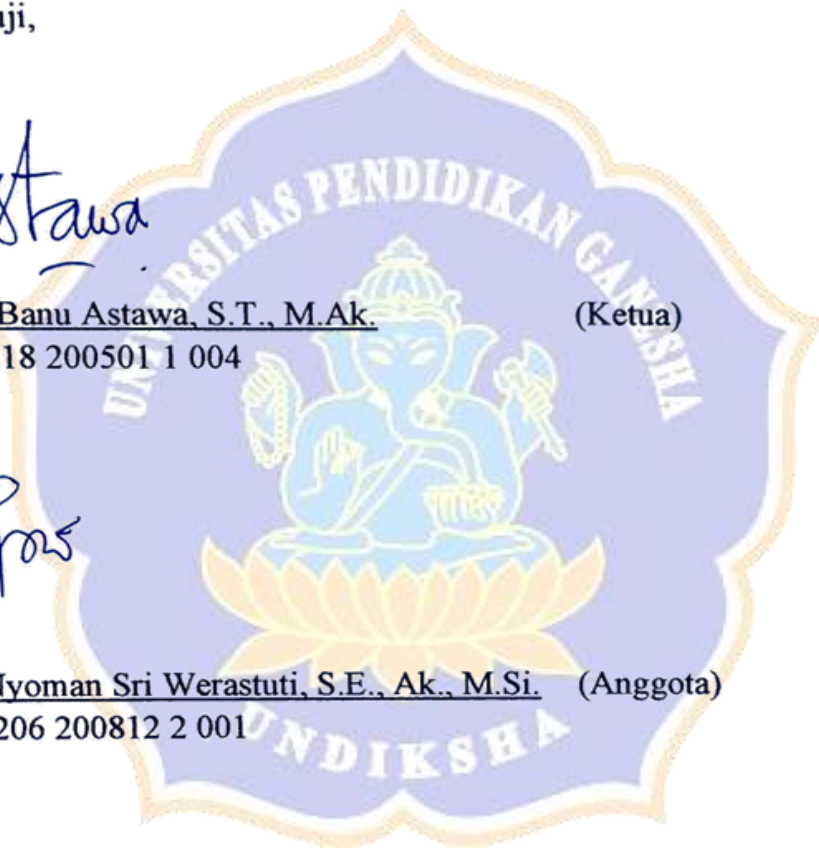 uji,
UNIVERSITAS PENDIDIKAN GANESHA
Astawa
Banu Astawa, S.T., M.Ak. (Ketua)
18 200501 1 004
Nyoman Sri Werastuti, S.E., Ak., M.Si. (Anggota)
206 200812 2 001
UNDIKSHA